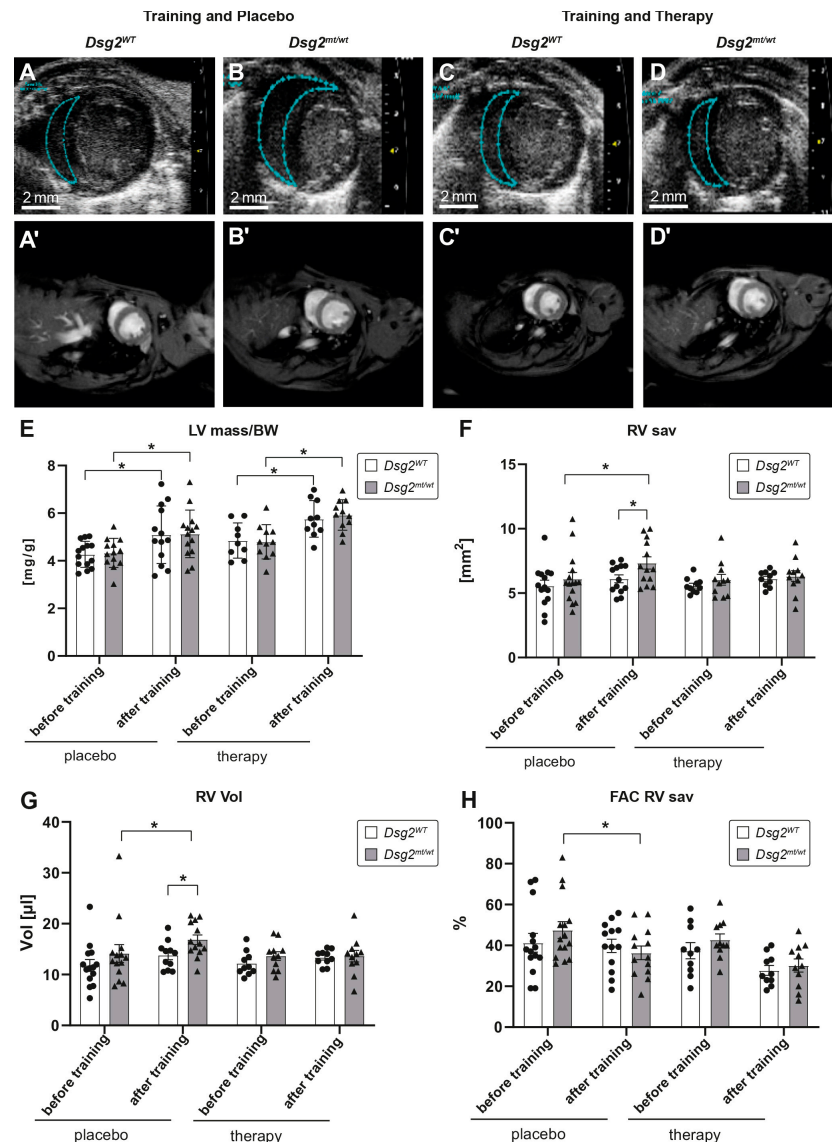 Training and Placebo
Training and Therapy
Dsg2WT
Dsg2mt/wt
Dsg2WT
Dsg2mt/wt
A
B
C
D
2 mm
2 mm
2 mm
2 mm
A'
B'
C'
D'
E
LV mass/BW
Dsg2WT
Dsg2mt/wt
[mg/g]
8
6
4
2
0
*
*
*
*
before training
after training
before training
after training
placebo
therapy
F
RV sav
Dsg2WT
Dsg2mt/wt
[mm2]
15
10
5
0
*
*
before training
after training
before training
after training
placebo
therapy
G
RV Vol
Dsg2WT
Dsg2mt/wt
Vol [µl]
40
30
20
10
0
*
*
before training
after training
before training
after training
placebo
therapy
H
FAC RV sav
Dsg2WT
Dsg2mt/wt
%
100
80
60
40
20
0
*
before training
after training
before training
after training
placebo
therapy